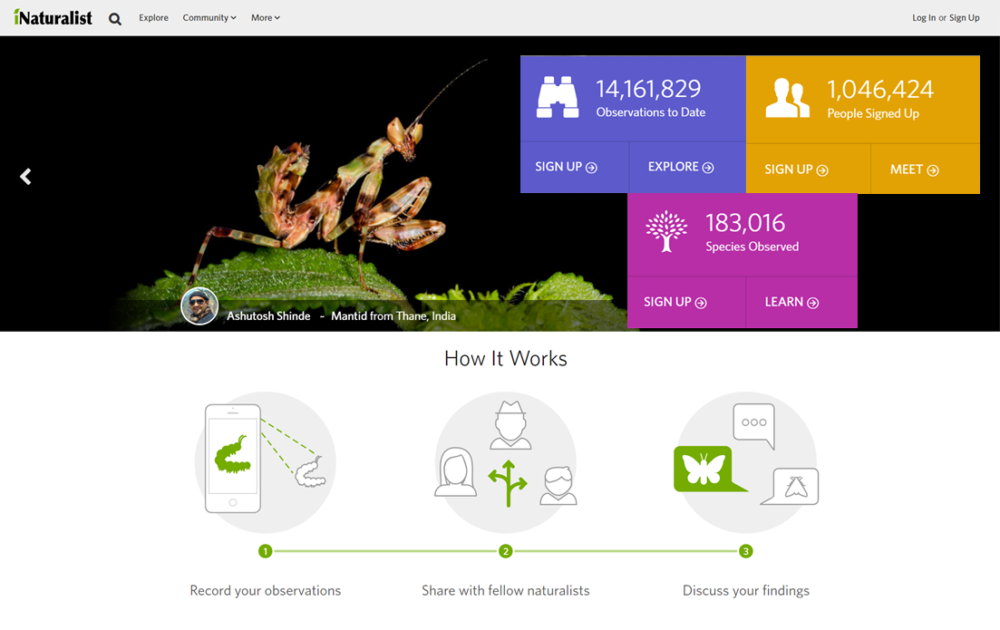 iNaturalist
Explore
Community
More
Log In or Sign Up
14,161,829
Observations to Date
SIGN UP
EXPLORE
1,046,424
People Signed Up
SIGN UP
MEET
183,016
Species Observed
SIGN UP
LEARN
Ashutosh Shinde ~ Mantid from Thane, India
How It Works
1
2
3
Record your observations
Share with fellow naturalists
Discuss your findings